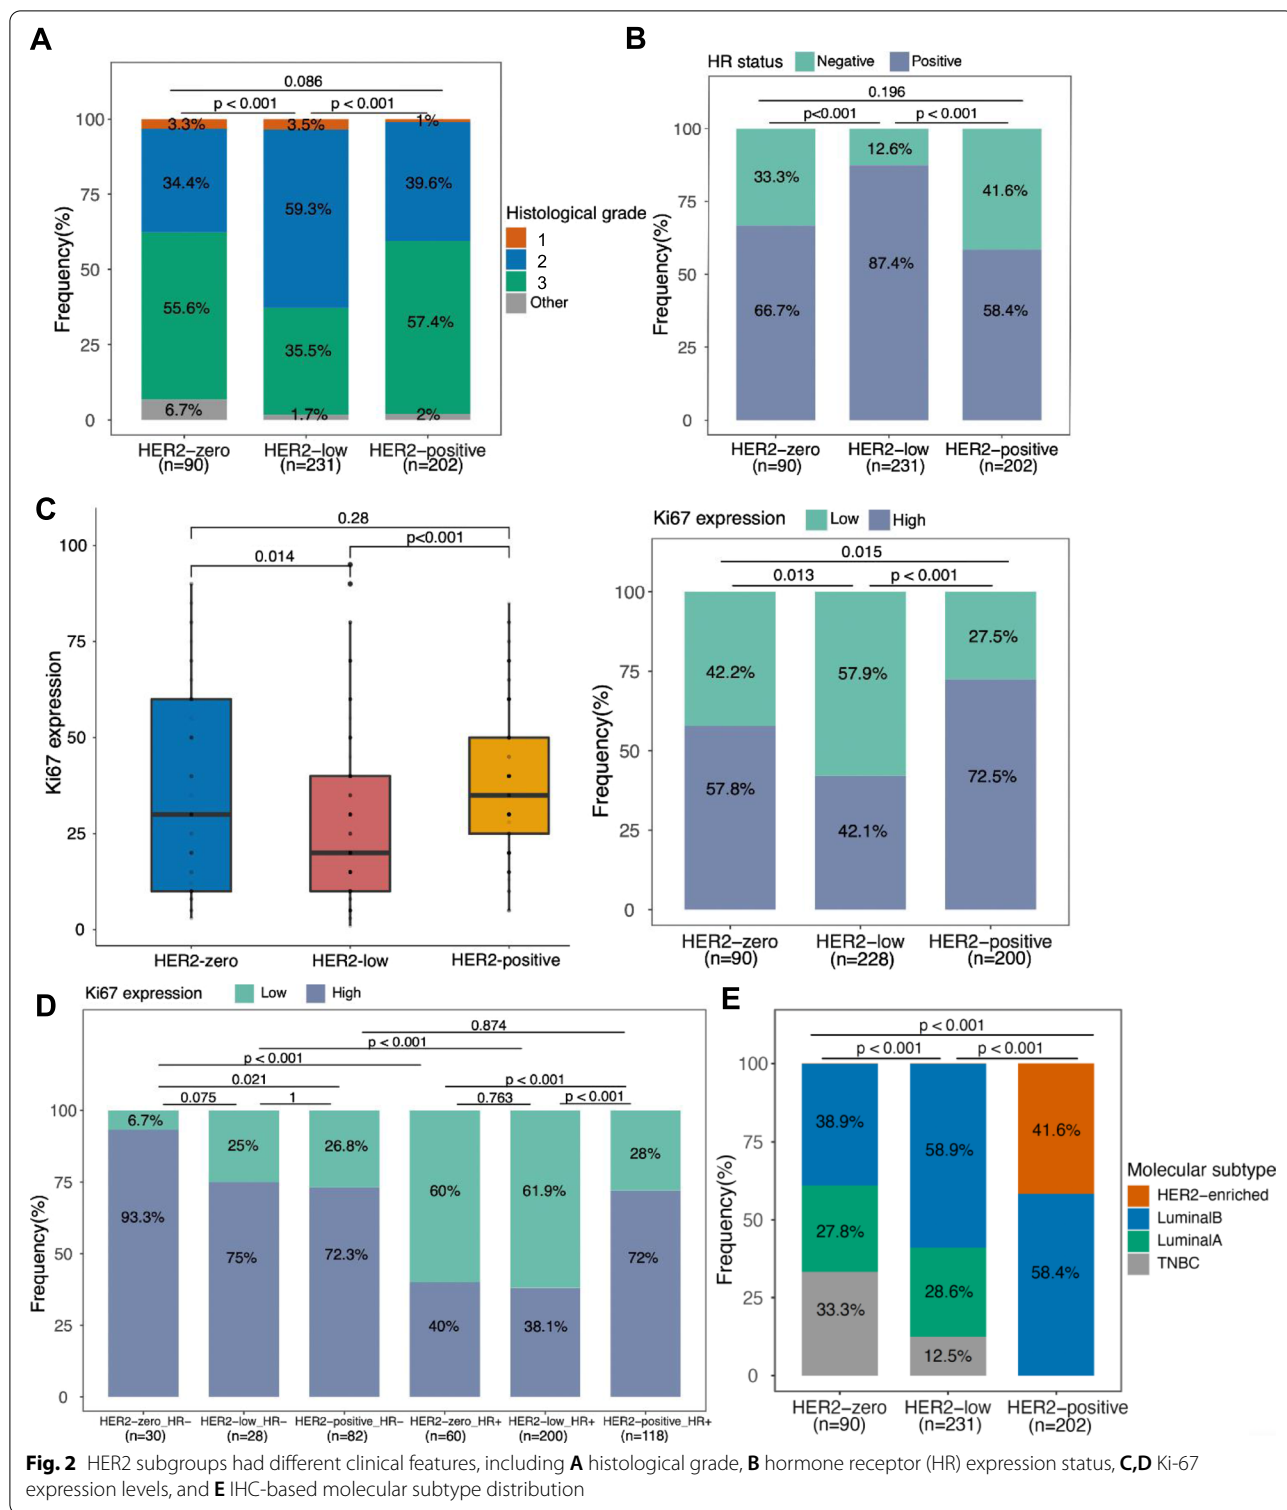 A
0.086
p < 0.001 p < 0.001
100
75
50
25
0
Frequency(%)
3.3% 3.5% 1%
34.4% 59.3% 39.6%
55.6% 35.5% 57.4%
6.7% 1.7% 2%
HER2-zero HER2-low HER2-positive
(n=90) (n=231) (n=202)
Histological grade
1
2
3
Other
B
HR status Negative Positive
0.196
p<0.001 p < 0.001
100
75
50
25
0
Frequency(%)
33.3% 12.6% 41.6%
66.7% 87.4% 58.4%
HER2-zero HER2-low HER2-positive
(n=90) (n=231) (n=202)
C
0.28
p<0.001
0.014
100
75
50
25
0
Ki67 expression
HER2-zero HER2-low HER2-positive
Ki67 expression Low High
0.015
0.013 p < 0.001
100
75
50
25
0
Frequency(%)
42.2% 57.9% 27.5%
57.8% 42.1% 72.5%
HER2-zero HER2-low HER2-positive
(n=90) (n=228) (n=200)
D
Ki67 expression Low High
0.874
p < 0.001
p < 0.001
0.021 p < 0.001
0.075 1 0.763 p < 0.001
100
75
50
25
0
Frequency(%)
6.7% 25% 26.8% 60% 61.9% 28%
93.3% 75% 72.3% 40% 38.1% 72%
HER2-zero_HR- HER2-low_HR- HER2-positive_HR- HER2-zero_HR+ HER2-low_HR+ HER2-positive_HR+
(n=30) (n=28) (n=82) (n=60) (n=200) (n=118)
E
p < 0.001
p < 0.001 p < 0.001
100
75
50
25
0
Frequency(%)
38.9% 58.9% 41.6%
27.8% 28.6% 58.4%
33.3% 12.5%
HER2-zero HER2-low HER2-positive
(n=90) (n=231) (n=202)
Molecular subtype
HER2-enriched
LuminalB
LuminalA
TNBC
Fig. 2 HER2 subgroups had different clinical features, including A histological grade, B hormone receptor (HR) expression status, C,D Ki-67
expression levels, and E IHC-based molecular subtype distribution